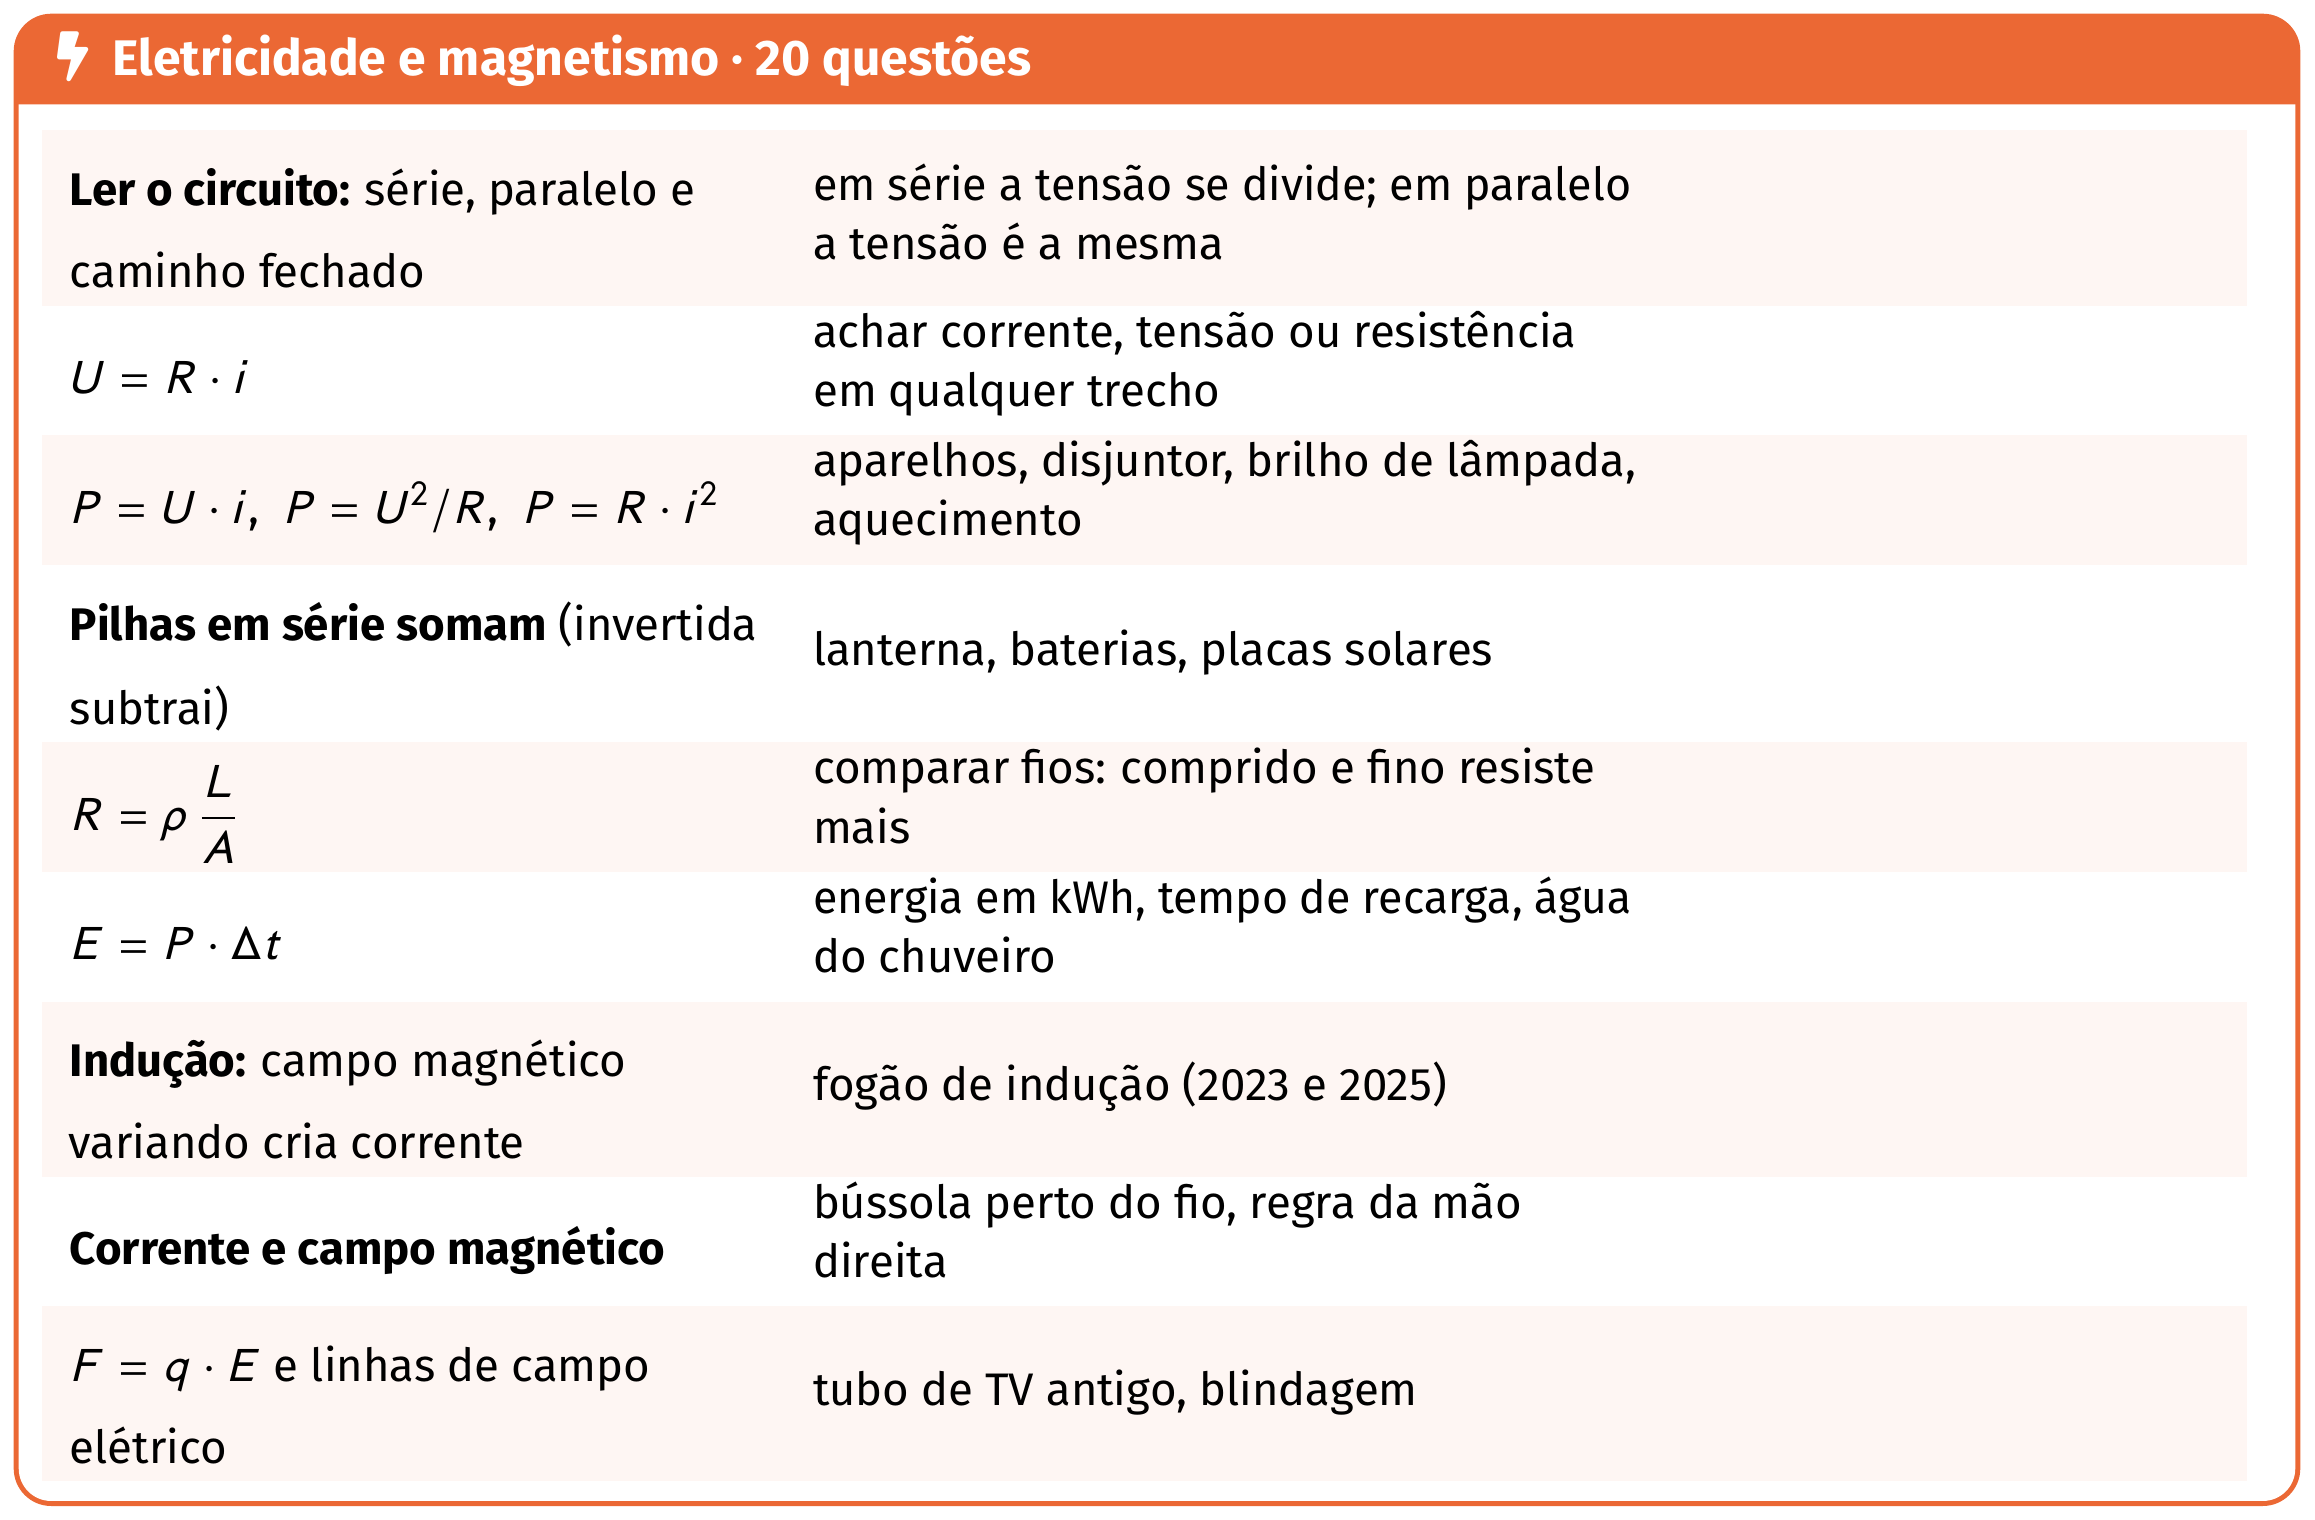 Eletricidade e magnetismo · 20 questões
Ler o circuito: série, paralelo e
caminho fechado
em série a tensão se divide; em paralelo
a tensão é a mesma
U = R · i
achar corrente, tensão ou resistência
em qualquer trecho
P = U · i, P = U²/R, P = R · i²
aparelhos, disjuntor, brilho de lâmpada,
aquecimento
Pilhas em série somam (invertida
subtrai)
lanterna, baterias, placas solares
R = ρ L/A
comparar fios: comprido e fino resiste
mais
E = P · Δt
energia em kWh, tempo de recarga, água
do chuveiro
Indução: campo magnético
variando cria corrente
fogão de indução (2023 e 2025)
Corrente e campo magnético
bússola perto do fio, regra da mão
direita
F = q · E e linhas de campo
elétrico
tubo de TV antigo, blindagem